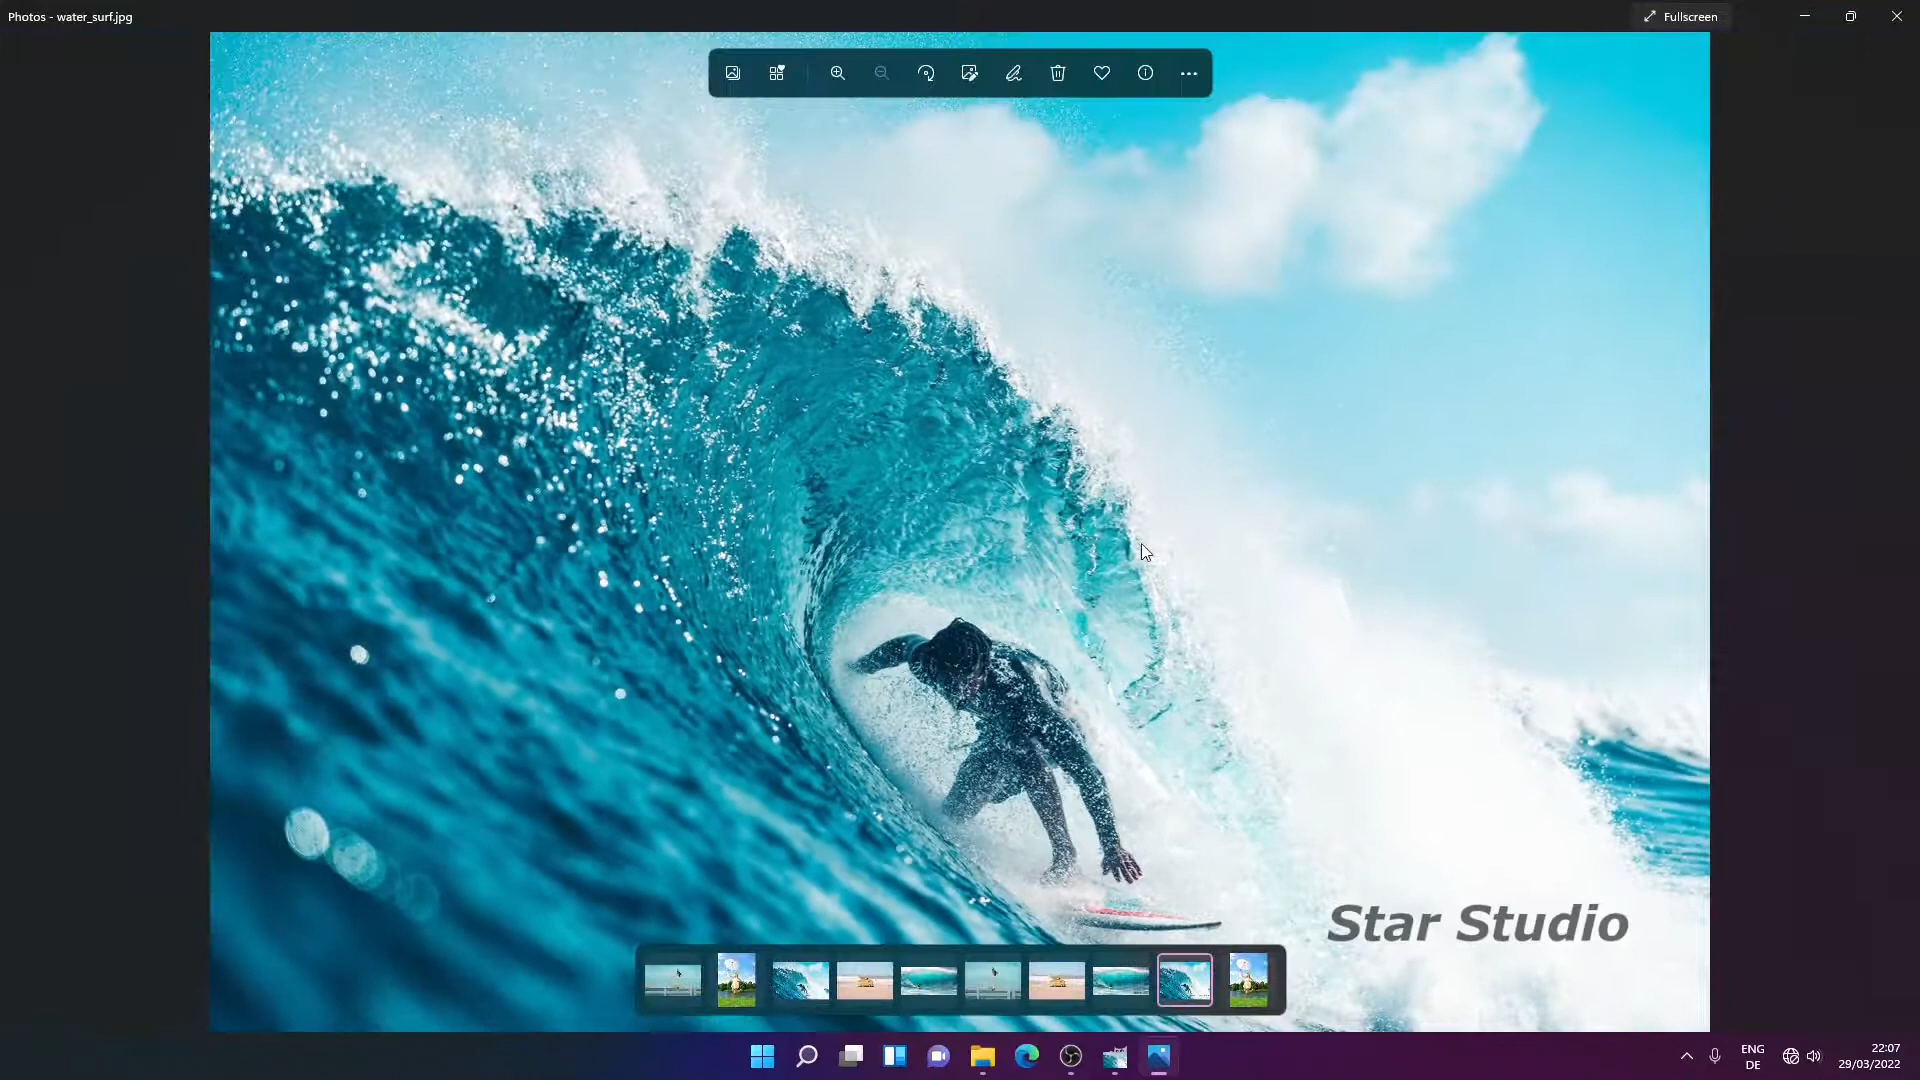 Photos - water_surf.jpg
Fullscreen
Star Studio
ENG
DE
22:07
29/03/2022